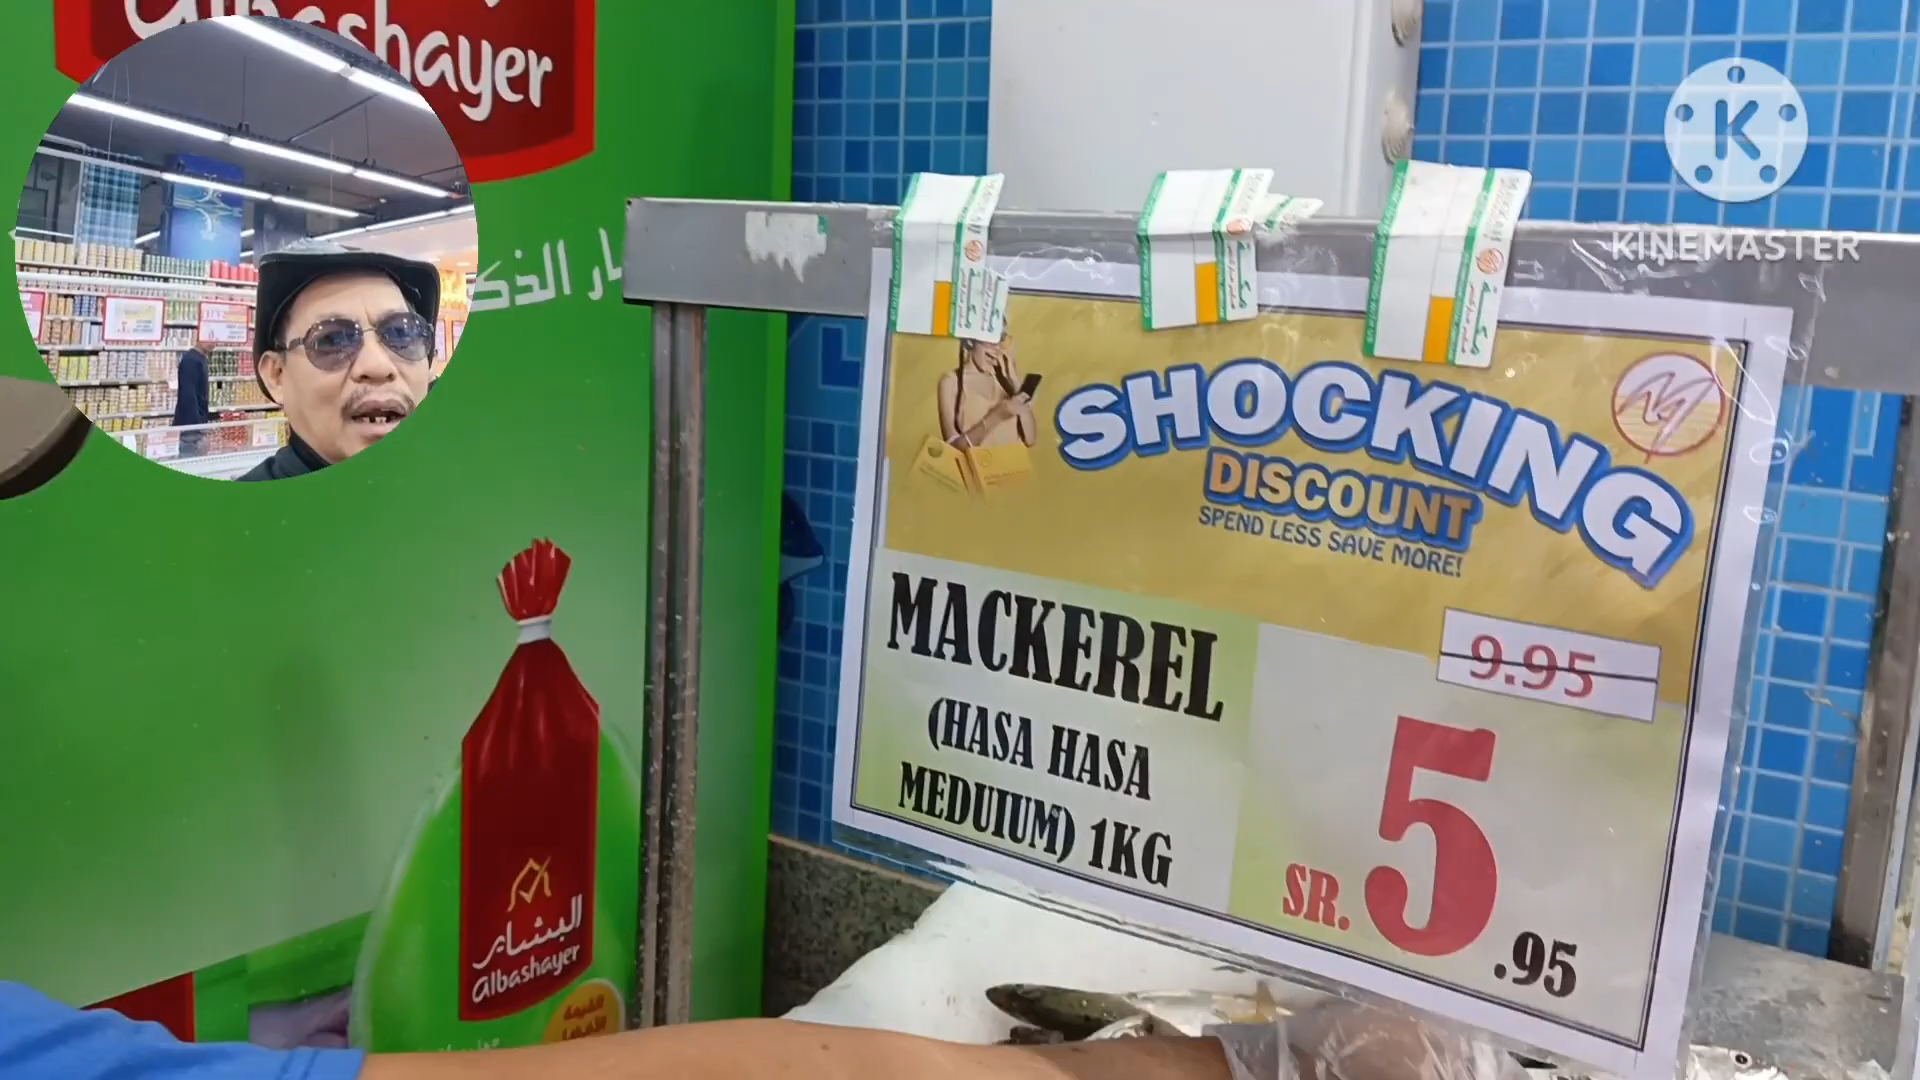 Albashayer
KINEMASTER
SHOCKING
DISCOUNT
SPEND LESS SAVE MORE!
9.95
MACKEREL
(HASA HASA
MEDUIUM) 1KG
SR. 5.95
البشاير
albashayer